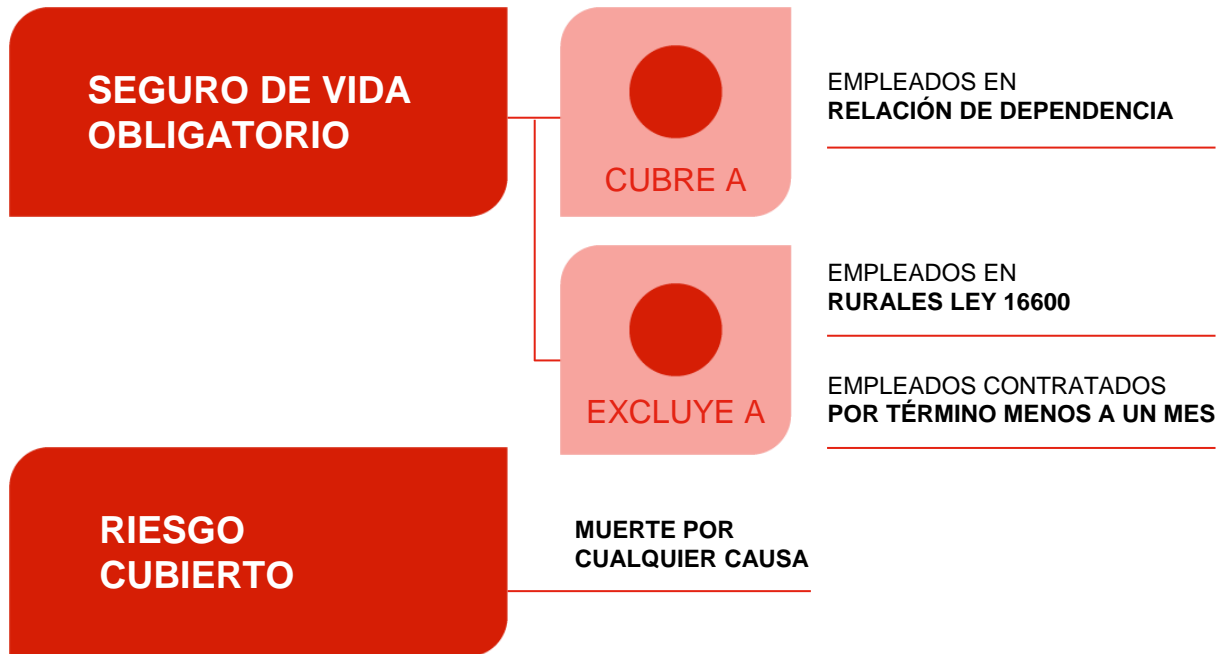 SEGURO DE VIDA
OBLIGATORIO
CUBRE A
EMPLEADOS EN
RELACIÓN DE DEPENDENCIA
EXCLUYE A
EMPLEADOS EN
RURALES LEY 16600
EMPLEADOS CONTRATADOS
POR TÉRMINO MENOS A UN MES
RIESGO
CUBIERTO
MUERTE POR
CUALQUIER CAUSA